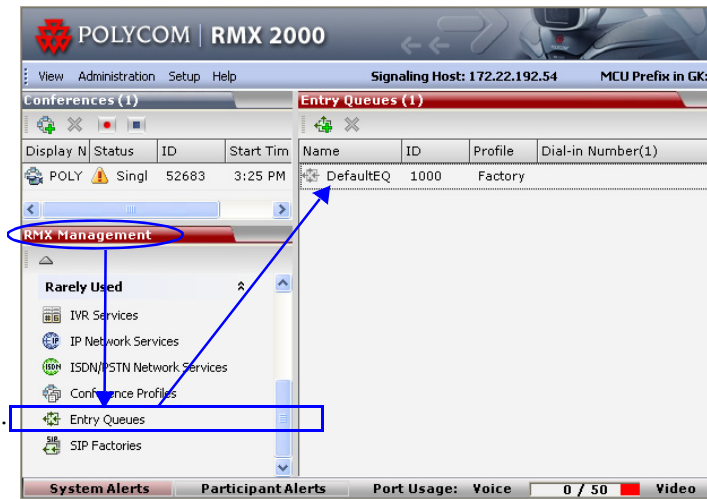 POLYCOM | RMX 2000
View Administration Setup Help Signaling Host: 172.22.192.54 MCU Prefix in GK:
Conferences (1)
Display N Status ID Start Tim
POLY Singl 52683 3:25 PM
RMX Management
Rarely Used
IVR Services
IP Network Services
ISDN/PSTN Network Services
Conference Profiles
Entry Queues
SIP Factories
Entry Queues (1)
Name ID Profile Dial-in Number(1)
DefaultEQ 1000 Factory
System Alerts Participant Alerts Port Usage: Voice 0 / 50 Video